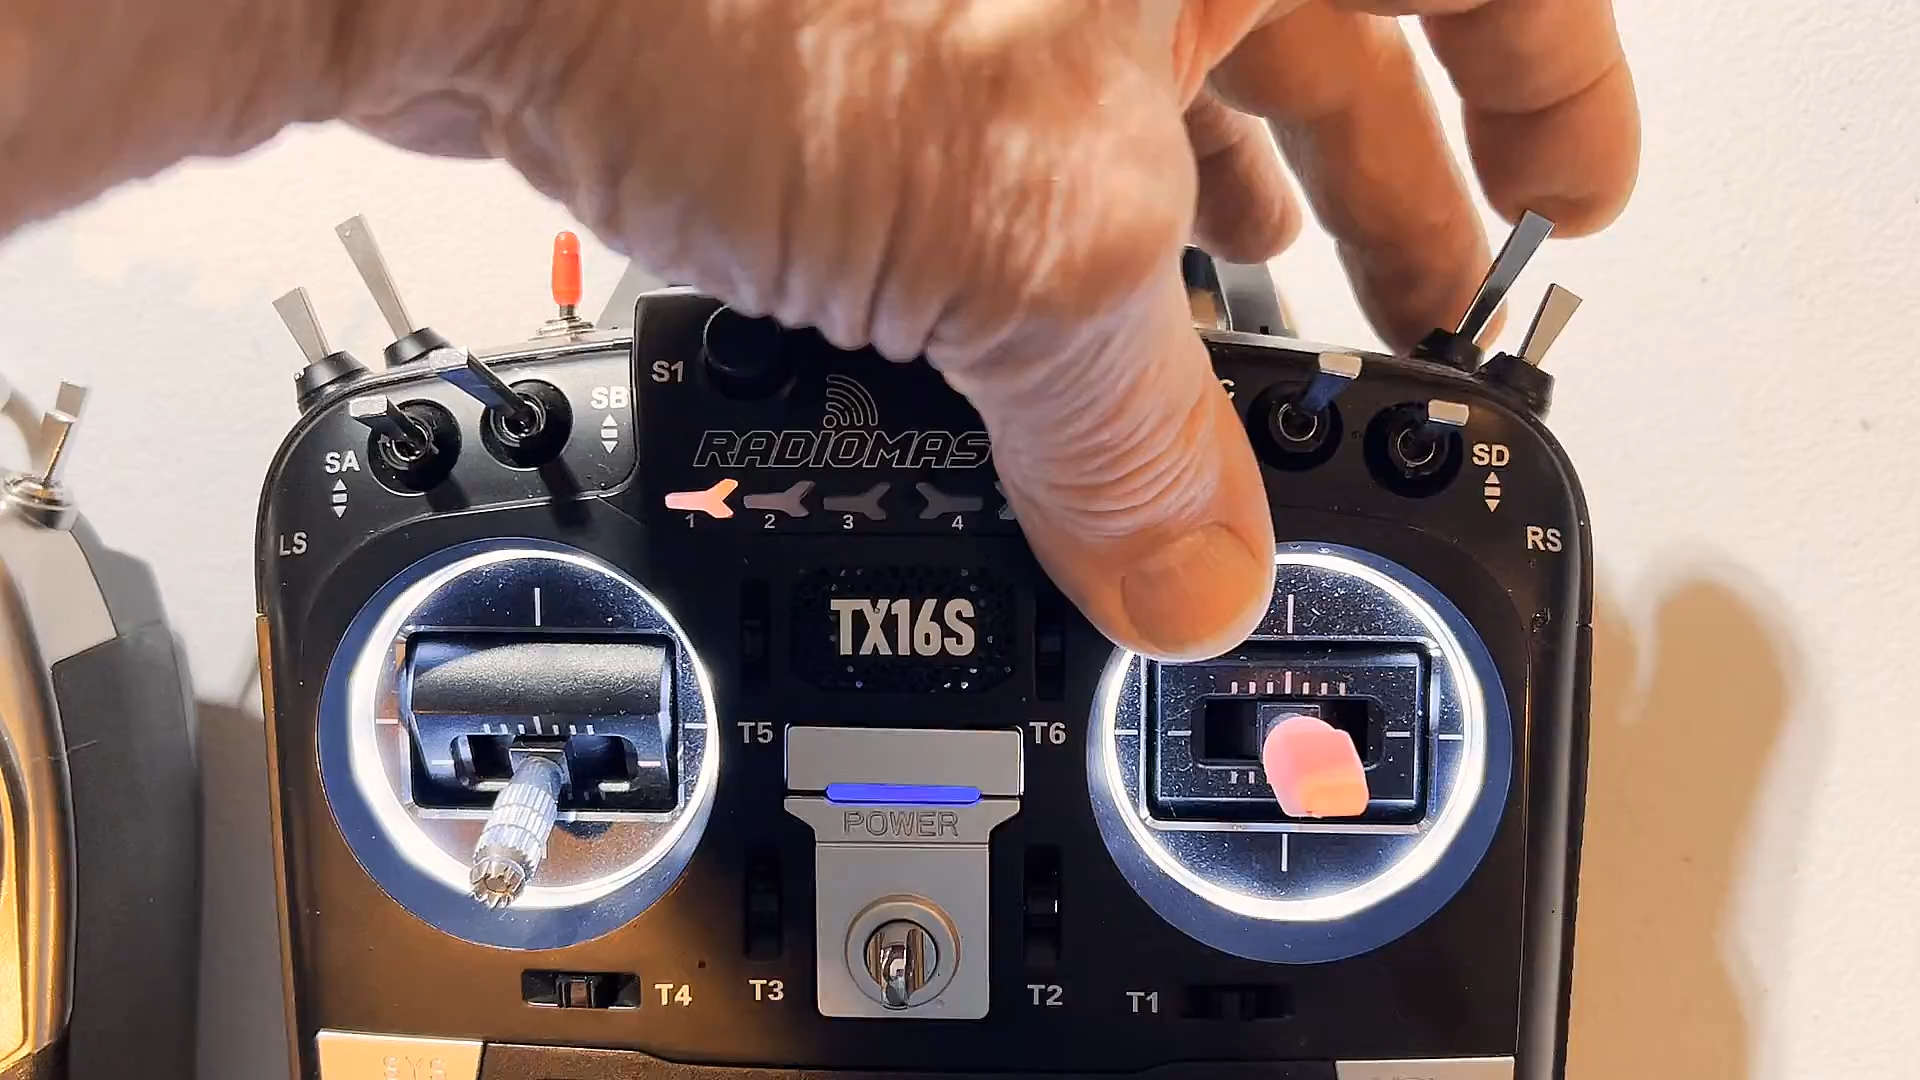 S1
SB
SA
RADIOMAS
SD
1 2 3 4
LS
RS
TX16S
T5
T6
POWER
T4
T3
T2
T1
SYS